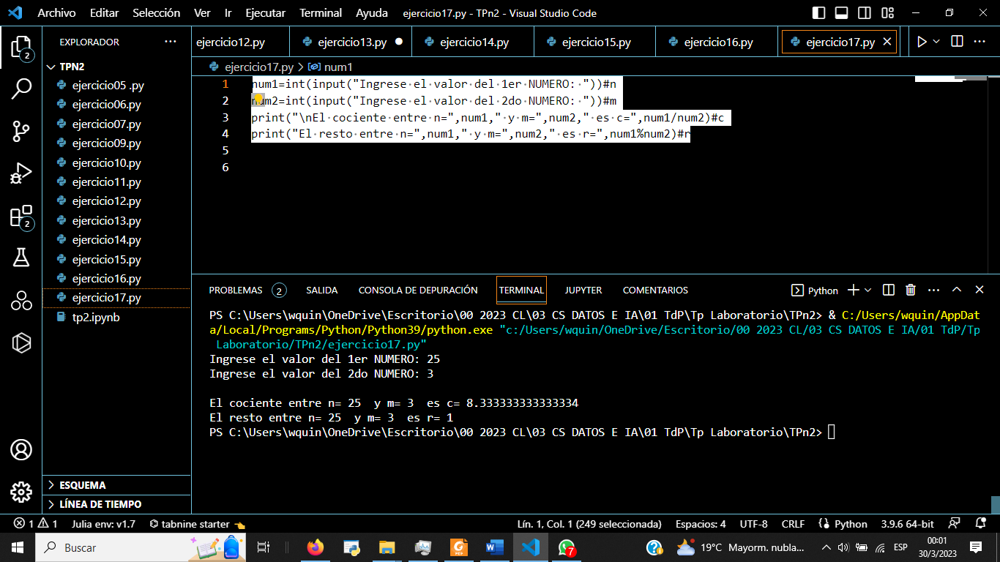 Archivo Editar Selección Ver Ir Ejecutar Terminal Ayuda ejercicio17.py - TPn2 - Visual Studio Code
2
2
EXPLORADOR ···
TPN2
ejercicio05 .py
ejercicio06.py
ejercicio07.py
ejercicio09.py
ejercicio10.py
ejercicio11.py
ejercicio12.py
ejercicio13.py
ejercicio14.py
ejercicio15.py
ejercicio16.py
ejercicio17.py
tp2.ipynb
ESQUEMA
LÍNEA DE TIEMPO
ejercicio12.py ejercicio13.py ejercicio14.py ejercicio15.py ejercicio16.py ejercicio17.py
ejercicio17.py > num1
1 num1=int(input("Ingrese·el·valor·del·1er·NUMERO:·"))#n
2 num2=int(input("Ingrese·el·valor·del·2do·NUMERO:·"))#m
3 print("\nEl·cociente·entre·n=",num1,"·y·m=",num2,"·es·c=",num1/num2)#c
4 print("El·resto·entre·n=",num1,"·y·m=",num2,"·es·r=",num1%num2)#r
5
6
PROBLEMAS 2 SALIDA CONSOLA DE DEPURACIÓN TERMINAL JUPYTER COMENTARIOS Python
PS C:\Users\wquin\OneDrive\Escritorio\00 2023 CL\03 CS DATOS E IA\01 TdP\Tp Laboratorio\TPn2> & C:/Users/wquin/AppDat
a/Local/Programs/Python/Python39/python.exe "c:/Users/wquin/OneDrive/Escritorio/00 2023 CL/03 CS DATOS E IA/01 TdP/Tp
Laboratorio/TPn2/ejercicio17.py"
Ingrese el valor del 1er NUMERO: 25
Ingrese el valor del 2do NUMERO: 3
El cociente entre n= 25  y m= 3  es c= 8.333333333333334
El resto entre n= 25  y m= 3  es r= 1
PS C:\Users\wquin\OneDrive\Escritorio\00 2023 CL\03 CS DATOS E IA\01 TdP\Tp Laboratorio\TPn2>
1 1 Julia env: v1.7 tabnine starter Lín. 1, Col. 1 (249 seleccionada) Espacios: 4 UTF-8 CRLF Python 3.9.6 64-bit
Buscar 7 19°C Mayorm. nubla... ESP 00:01
30/3/2023